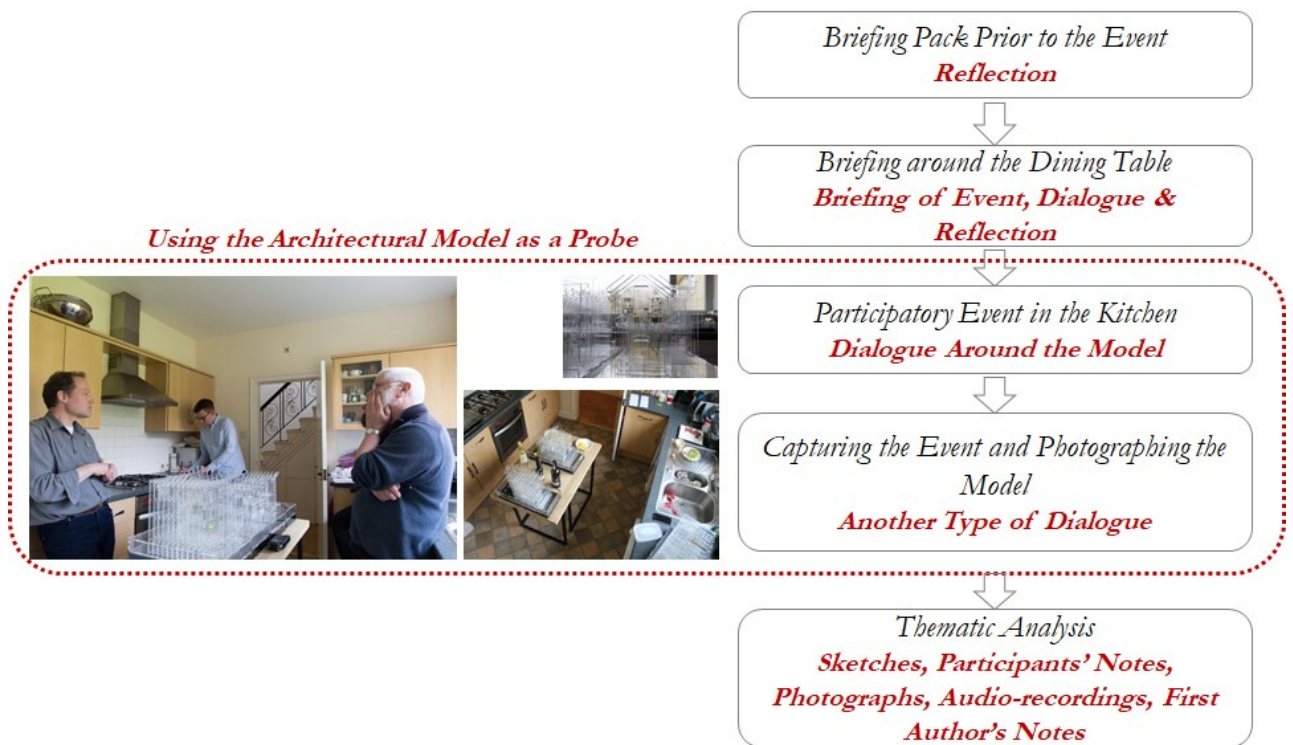 Briefing Pack Prior to the Event
Reflection
Briefing around the Dining Table
Briefing of Event, Dialogue &
Reflection
Using the Architectural Model as a Probe
Participatory Event in the Kitchen
Dialogue Around the Model
Capturing the Event and Photographing the
Model
Another Type of Dialogue
Thematic Analysis
Sketches, Participants' Notes,
Photographs, Audio-recordings, First
Author's Notes